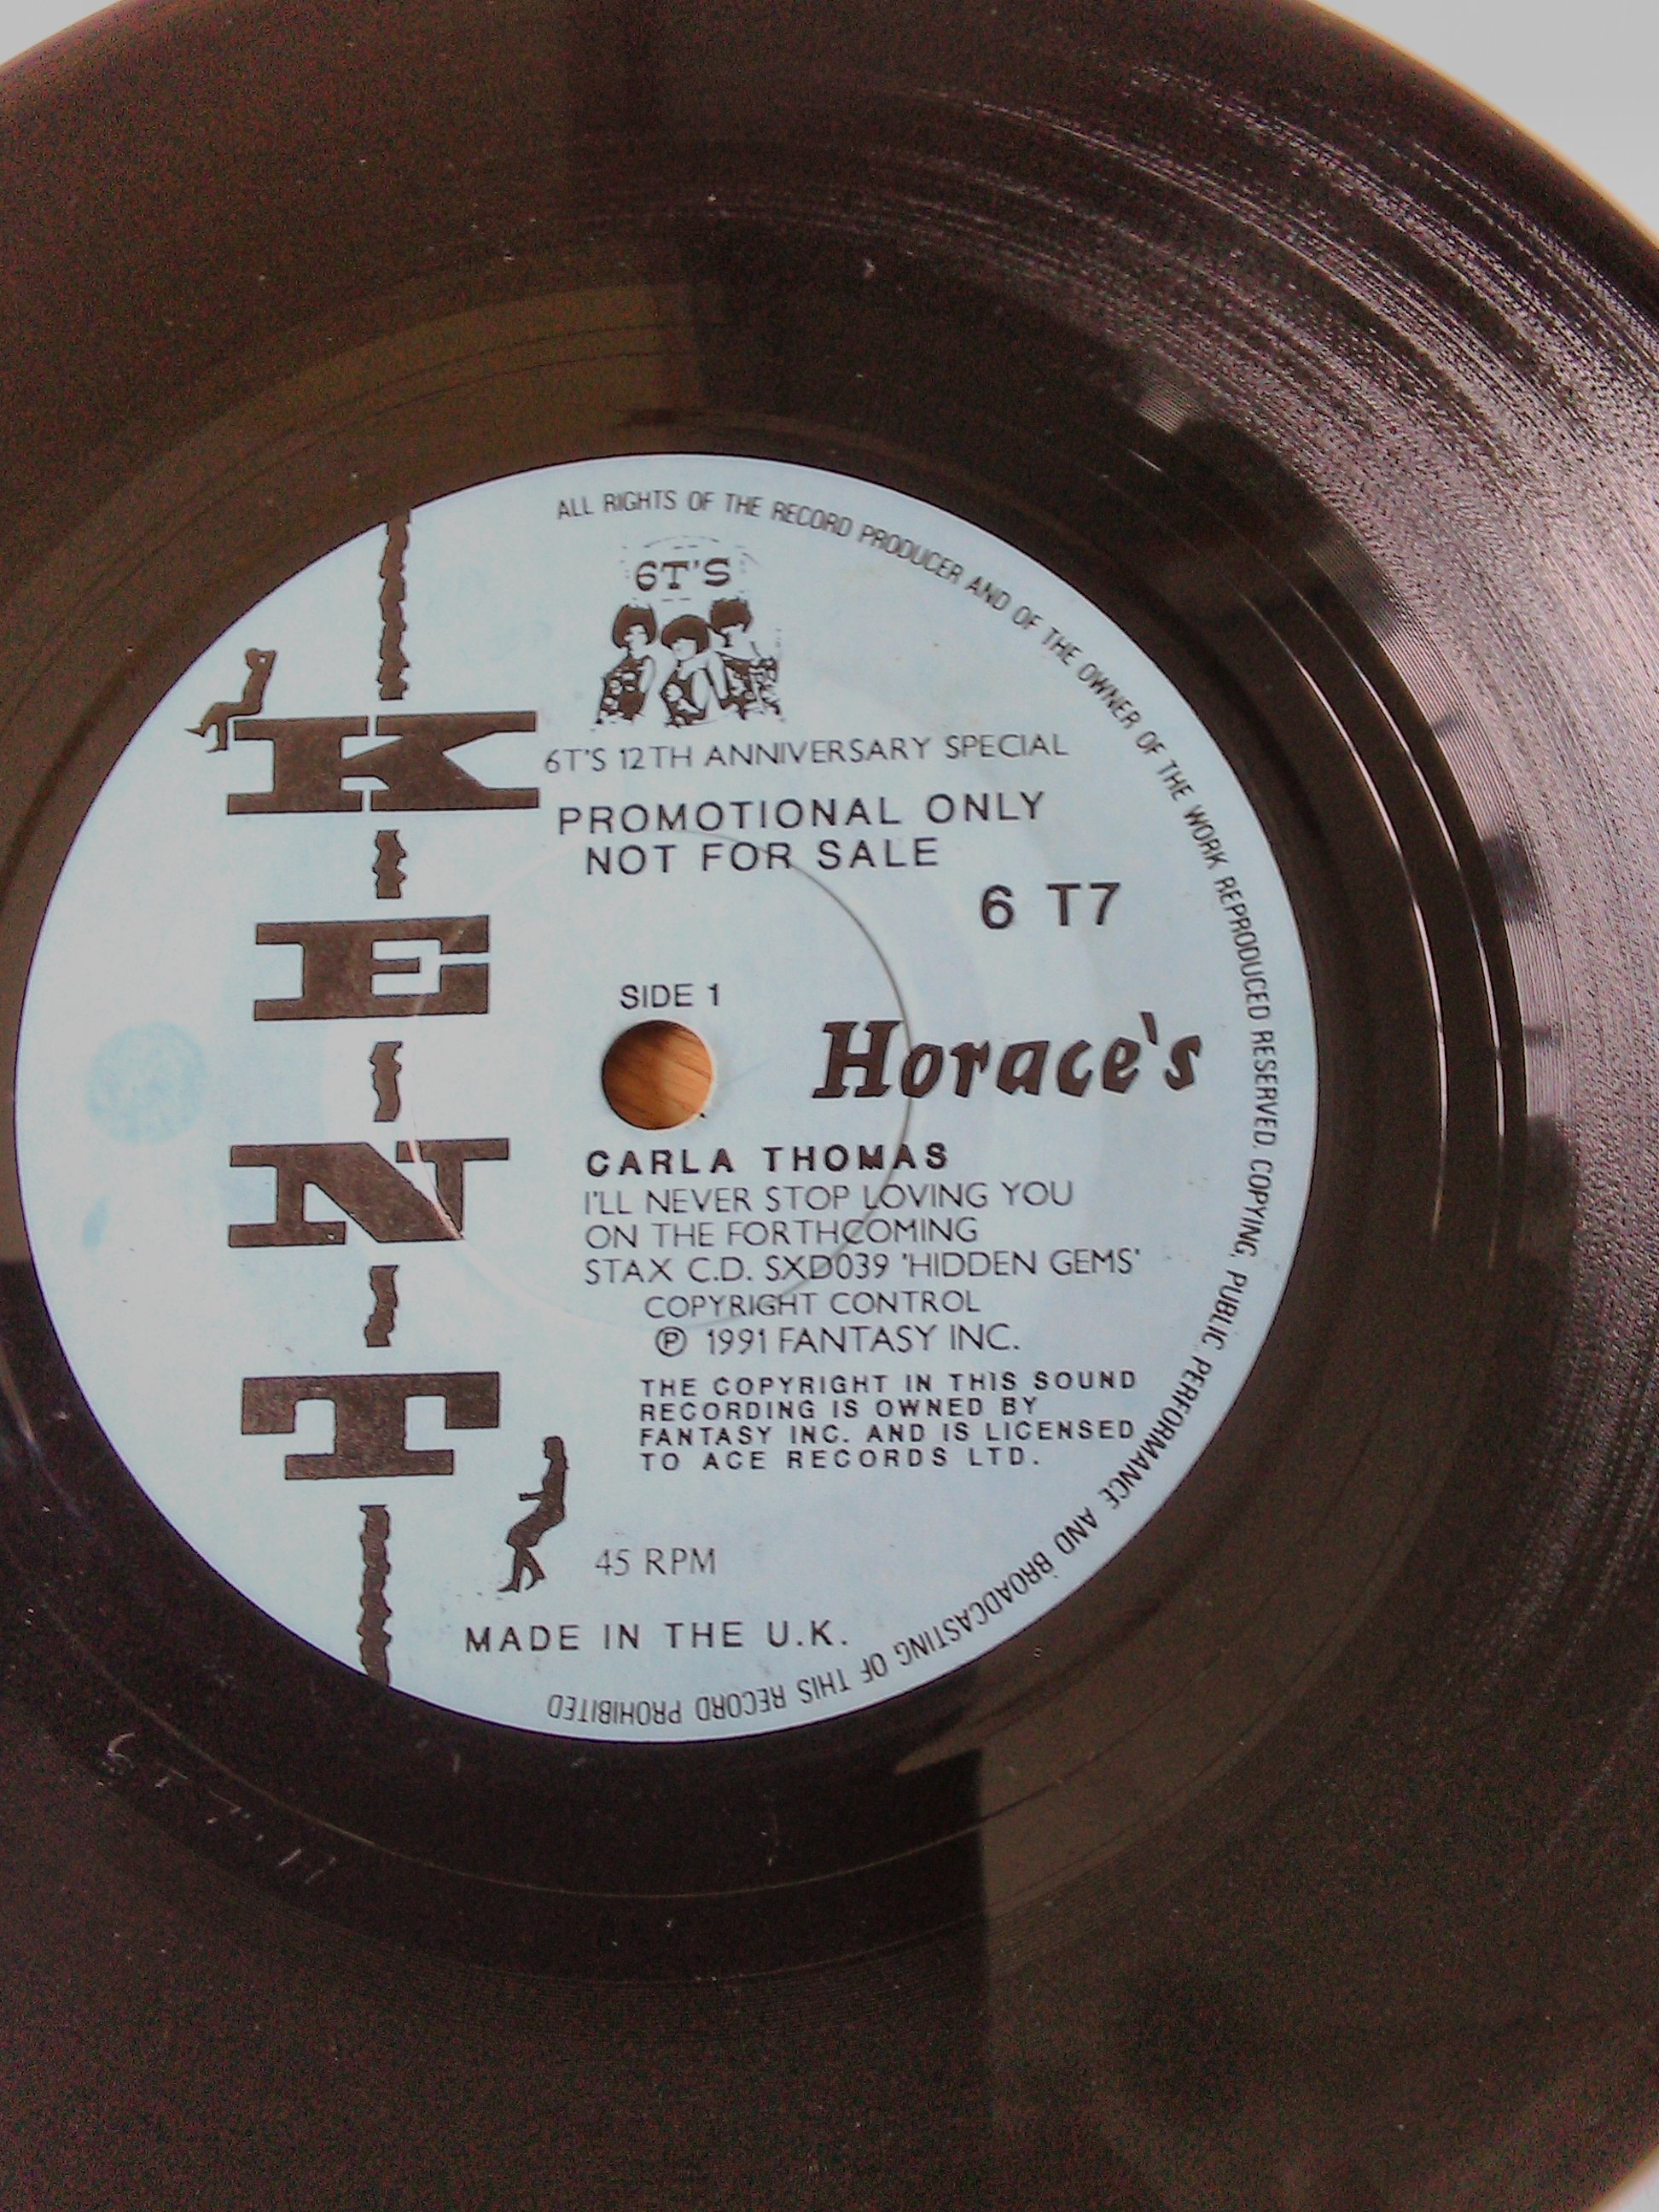 ALL RIGHTS OF THE RECORD PRODUCER AND OF THE OWNER OF THE WORK REPRODUCED RESERVED. COPYING, PUBLIC PERFORMANCE AND BROADCASTING OF THIS RECORD PROHIBITED
6T'S
KENT
6T'S 12TH ANNIVERSARY SPECIAL
PROMOTIONAL ONLY
NOT FOR SALE
6 T7
SIDE 1
Horace's
CARLA THOMAS
I'LL NEVER STOP LOVING YOU
ON THE FORTHCOMING
STAX C.D. SXD039 'HIDDEN GEMS'
COPYRIGHT CONTROL
℗ 1991 FANTASY INC.
THE COPYRIGHT IN THIS SOUND
RECORDING IS OWNED BY
FANTASY INC. AND IS LICENSED
TO ACE RECORDS LTD.
45 RPM
MADE IN THE U.K.